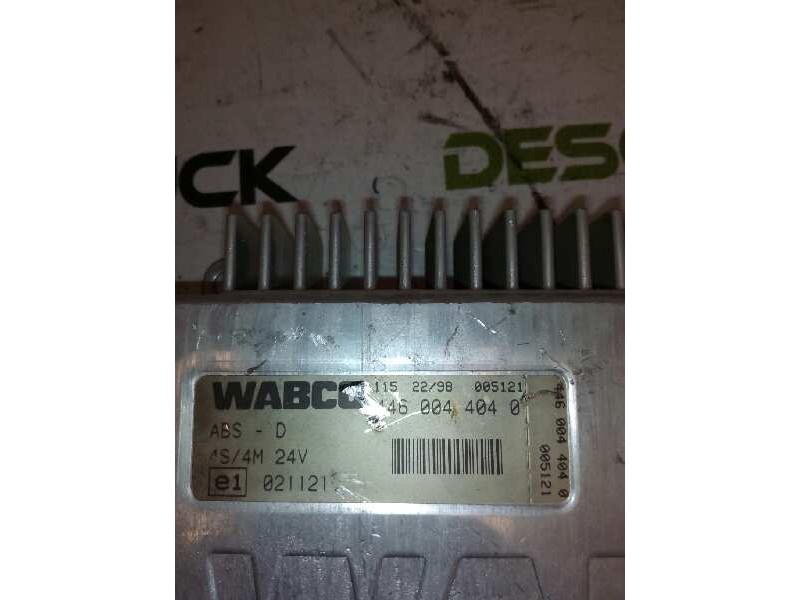 CK DESG
WABCO 115 22/98 005121
446 004 404 0
ABS - D
4S/4M 24V
e1 021121
446 004 404 0
005121